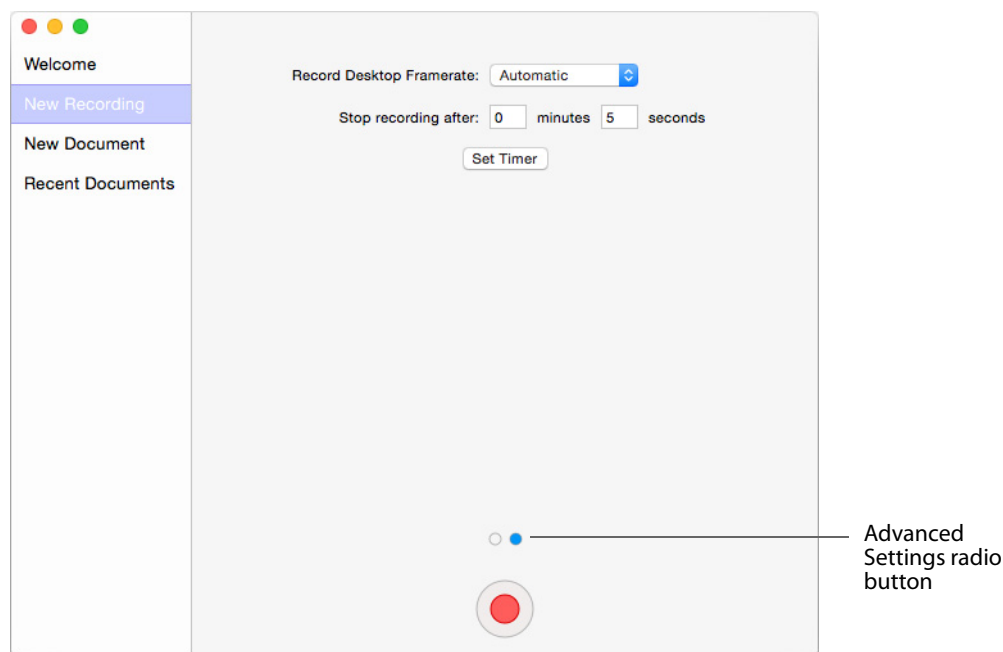 Welcome
New Recording
New Document
Recent Documents
Record Desktop Framerate: Automatic
Stop recording after: 0 minutes 5 seconds
Set Timer
Advanced
Settings radio
button